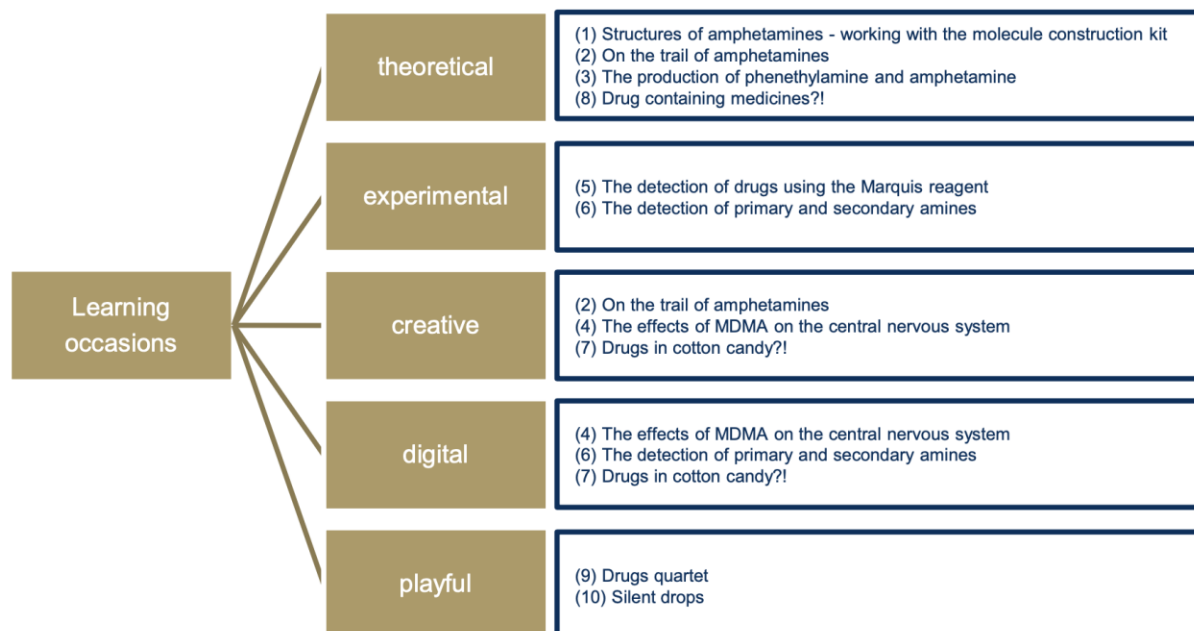 theoretical
(1) Structures of amphetamines - working with the molecule construction kit
(2) On the trail of amphetamines
(3) The production of phenethylamine and amphetamine
(8) Drug containing medicines?!
experimental
(5) The detection of drugs using the Marquis reagent
(6) The detection of primary and secondary amines
Learning
occasions
creative
(2) On the trail of amphetamines
(4) The effects of MDMA on the central nervous system
(7) Drugs in cotton candy?!
digital
(4) The effects of MDMA on the central nervous system
(6) The detection of primary and secondary amines
(7) Drugs in cotton candy?!
playful
(9) Drugs quartet
(10) Silent drops